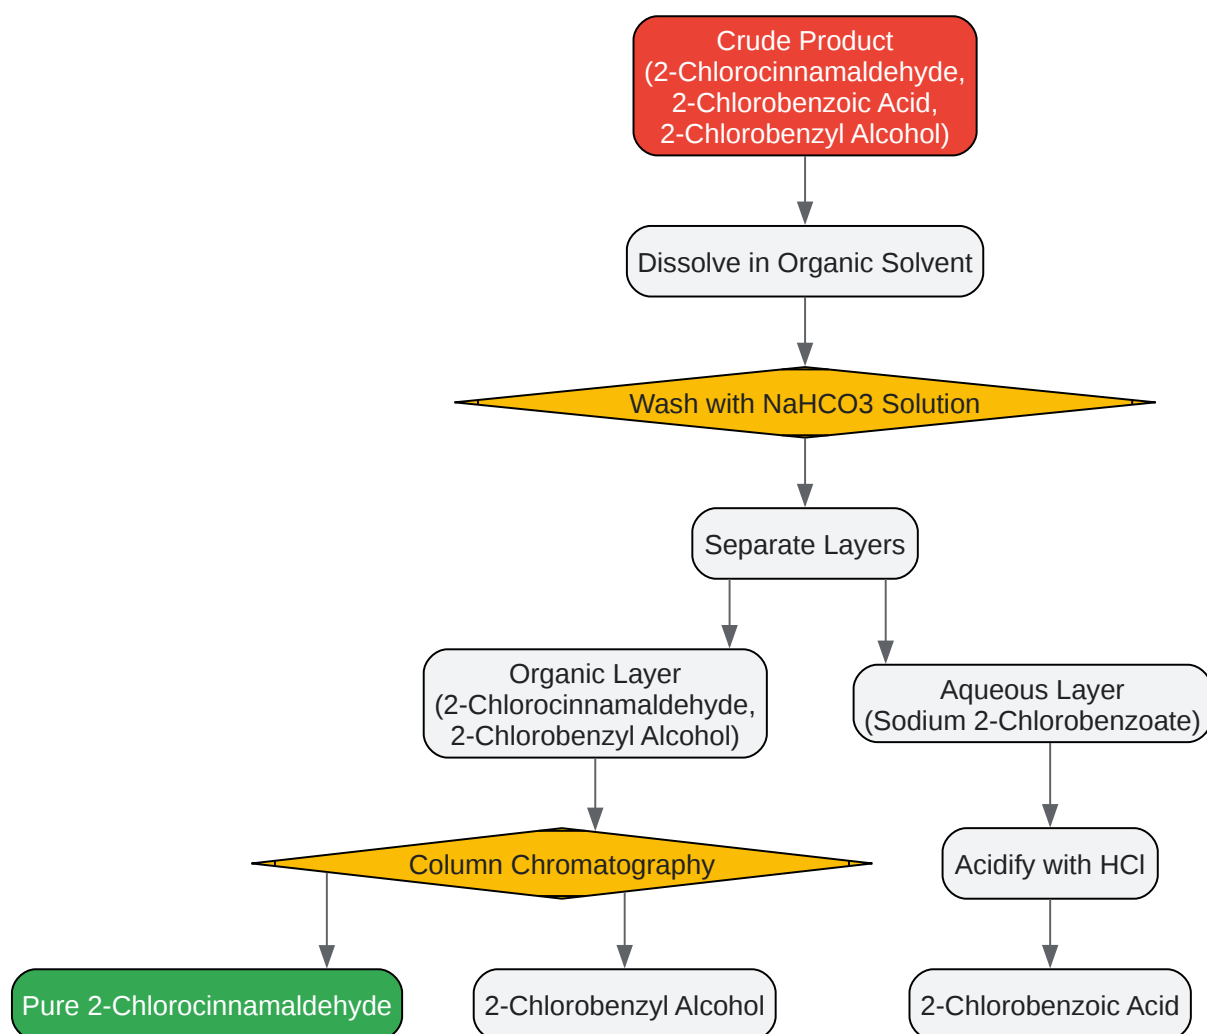 Crude Product
(2-Chlorocinnamaldehyde,
2-Chlorobenzoic Acid,
2-Chlorobenzyl Alcohol)
Dissolve in Organic Solvent
Wash with NaHCO3 Solution
Separate Layers
Organic Layer
(2-Chlorocinnamaldehyde,
2-Chlorobenzyl Alcohol)
Aqueous Layer
(Sodium 2-Chlorobenzoate)
Column Chromatography
Acidify with HCl
Pure 2-Chlorocinnamaldehyde
2-Chlorobenzyl Alcohol
2-Chlorobenzoic Acid